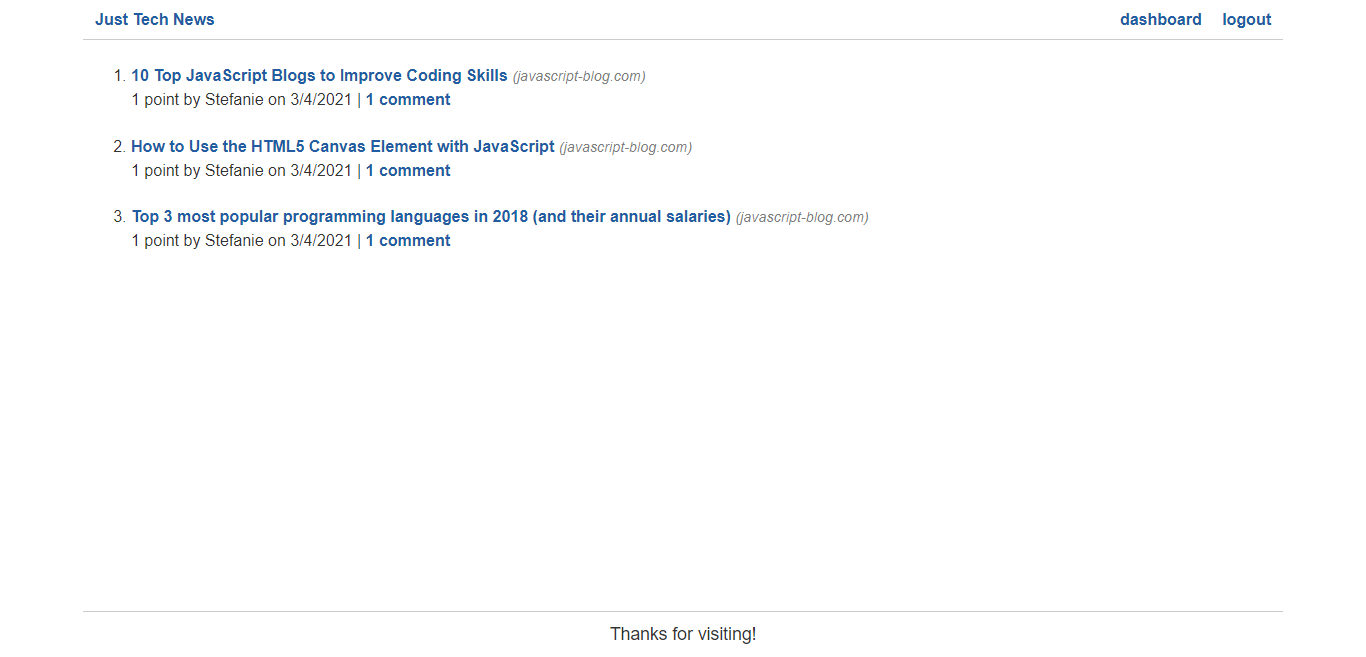 Just Tech News dashboard logout
1. 10 Top JavaScript Blogs to Improve Coding Skills (javascript-blog.com)
1 point by Stefanie on 3/4/2021 | 1 comment
2. How to Use the HTML5 Canvas Element with JavaScript (javascript-blog.com)
1 point by Stefanie on 3/4/2021 | 1 comment
3. Top 3 most popular programming languages in 2018 (and their annual salaries) (javascript-blog.com)
1 point by Stefanie on 3/4/2021 | 1 comment
Thanks for visiting!